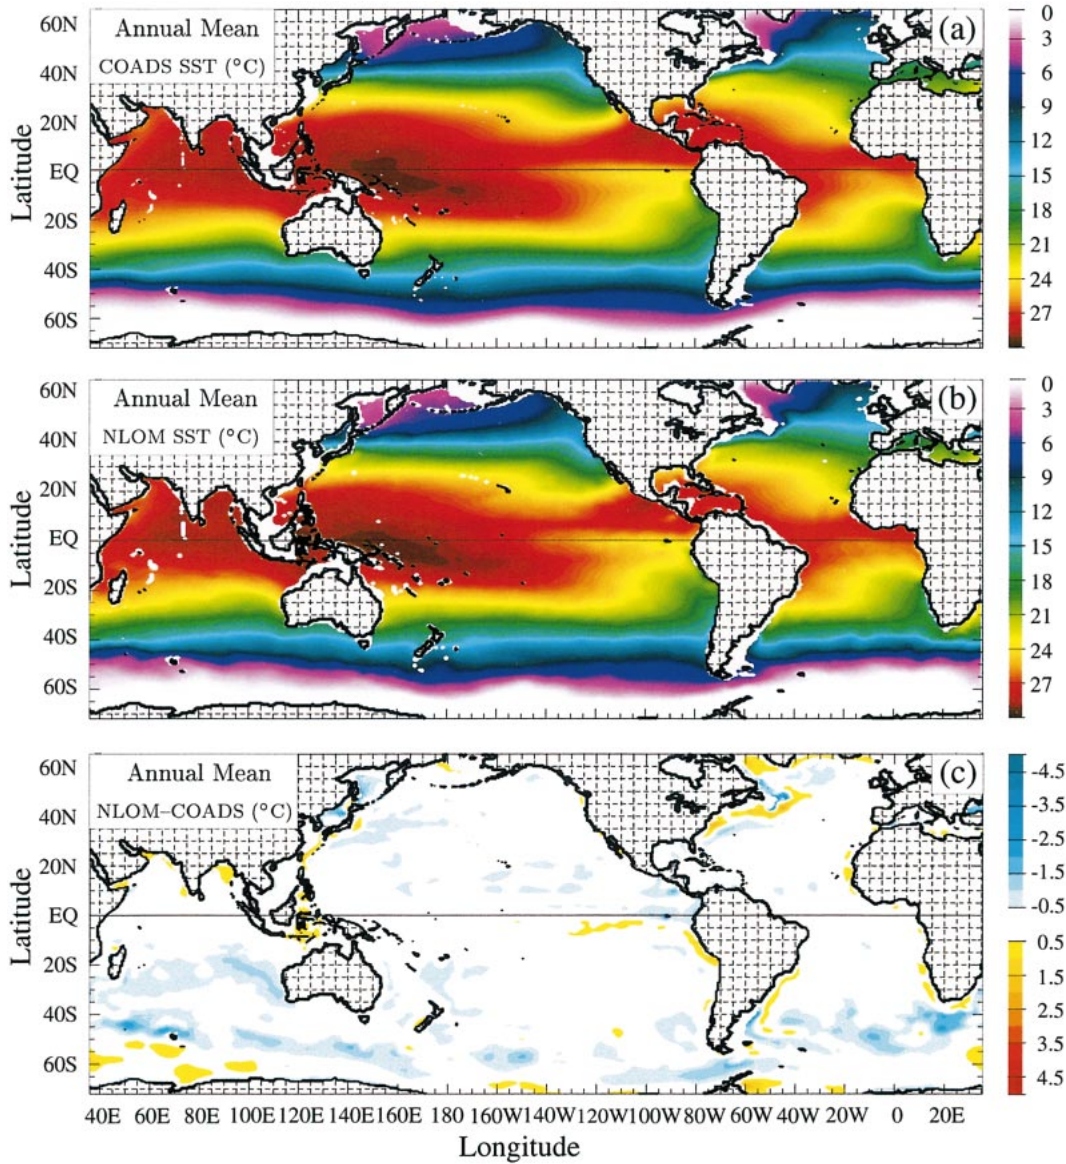 Annual Mean
COADS SST (°C)
(a)
60N
40N
20N
EQ
20S
40S
60S
Latitude
0
3
6
9
12
15
18
21
24
27
Annual Mean
NLOM SST (°C)
(b)
60N
40N
20N
EQ
20S
40S
60S
Latitude
0
3
6
9
12
15
18
21
24
27
Annual Mean
NLOM–COADS (°C)
(c)
60N
40N
20N
EQ
20S
40S
60S
Latitude
-4.5
-3.5
-2.5
-1.5
-0.5
0.5
1.5
2.5
3.5
4.5
40E 60E 80E 100E 120E 140E 160E 180 160W 140W 120W 100W 80W 60W 40W 20W 0 20E
Longitude